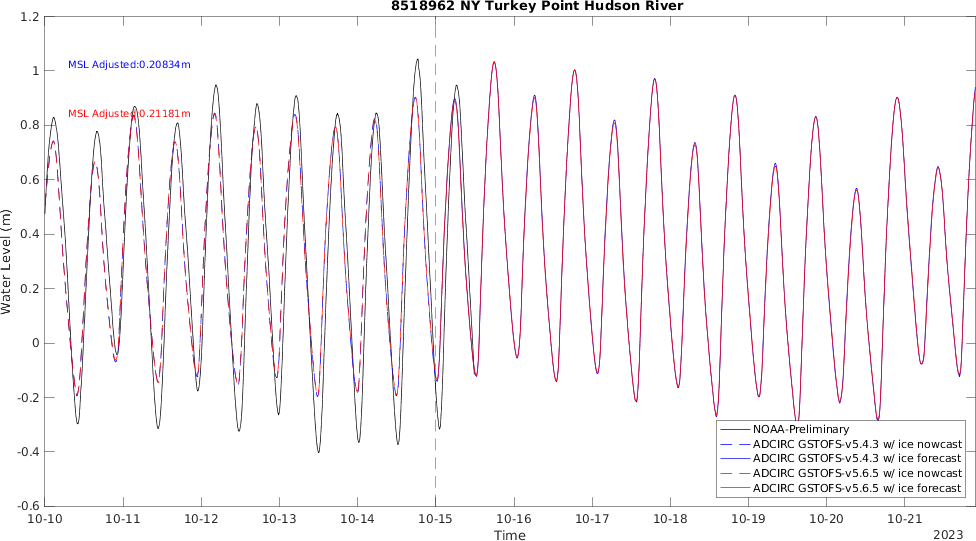 8518962 NY Turkey Point Hudson River
1.2
1
0.8
0.6
0.4
0.2
0
-0.2
-0.4
-0.6
Water Level (m)
MSL Adjusted:0.20834m
MSL Adjusted:0.21181m
NOAA-Preliminary
ADCIRC GSTOFS-v5.4.3 w/ ice nowcast
ADCIRC GSTOFS-v5.4.3 w/ ice forecast
ADCIRC GSTOFS-v5.6.5 w/ ice nowcast
ADCIRC GSTOFS-v5.6.5 w/ ice forecast
10-10 10-11 10-12 10-13 10-14 10-15 10-16 10-17 10-18 10-19 10-20 10-21
Time
2023